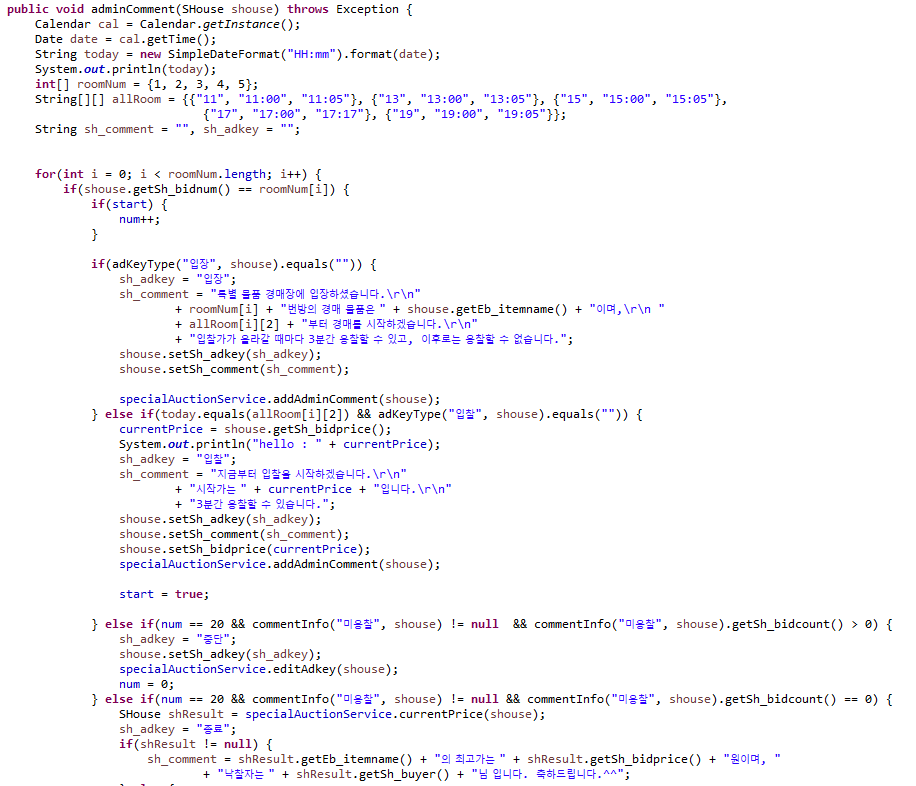 public void adminComment(SHouse shouse) throws Exception {
Calendar cal = Calendar.getInstance();
Date date = cal.getTime();
String today = new SimpleDateFormat("HH:mm").format(date);
System.out.println(today);
int[] roomNum = {1, 2, 3, 4, 5};
String[][] allRoom = {{"11", "11:00", "11:05"}, {"13", "13:00", "13:05"}, {"15", "15:00", "15:05"},
{"17", "17:00", "17:17"}, {"19", "19:00", "19:05"}};
String sh_comment = "", sh_adkey = "";
for(int i = 0; i < roomNum.length; i++) {
if(shouse.getSh_bidnum() == roomNum[i]) {
if(start) {
num++;
}
if(adKeyType("입장", shouse).equals("")) {
sh_adkey = "입장";
sh_comment = "특별 물품 경매장에 입장하셨습니다.\r\n"
+ roomNum[i] + "번방의 경매 물품은 " + shouse.getEb_itemname() + "이며,\r\n "
+ allRoom[i][2] + "부터 경매를 시작하겠습니다.\r\n"
+ "입찰가가 올라갈 때마다 3분간 응찰할 수 있고, 이후로는 응찰할 수 없습니다.";
shouse.setSh_adkey(sh_adkey);
shouse.setSh_comment(sh_comment);
specialAuctionService.addAdminComment(shouse);
} else if(today.equals(allRoom[i][2]) && adKeyType("입찰", shouse).equals("")) {
currentPrice = shouse.getSh_bidprice();
System.out.println("hello : " + currentPrice);
sh_adkey = "입찰";
sh_comment = "지금부터 입찰을 시작하겠습니다.\r\n"
+ "시작가는 " + currentPrice + "입니다.\r\n"
+ "3분간 응찰할 수 있습니다.";
shouse.setSh_adkey(sh_adkey);
shouse.setSh_comment(sh_comment);
shouse.setSh_bidprice(currentPrice);
specialAuctionService.addAdminComment(shouse);
start = true;
} else if(num == 20 && commentInfo("미응찰", shouse) != null  && commentInfo("미응찰", shouse).getSh_bidcount() > 0) {
sh_adkey = "중단";
shouse.setSh_adkey(sh_adkey);
specialAuctionService.editAdkey(shouse);
num = 0;
} else if(num == 20 && commentInfo("미응찰", shouse) != null && commentInfo("미응찰", shouse).getSh_bidcount() == 0) {
SHouse shResult = specialAuctionService.currentPrice(shouse);
sh_adkey = "종료";
if(shResult != null) {
sh_comment = shResult.getEb_itemname() + "의 최고가는 " + shResult.getSh_bidprice() + "원이며, "
+ "낙찰자는 " + shResult.getSh_buyer() + "님 입니다. 축하드립니다.^^";